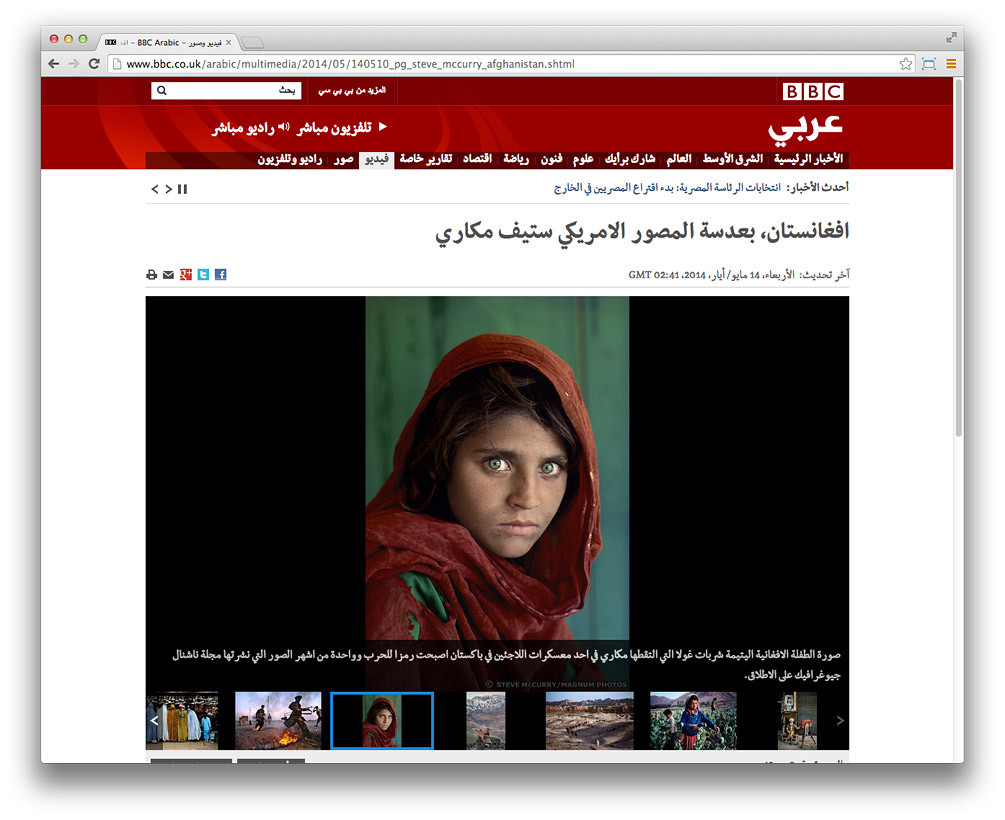 فيديو وصور - BBC Arabic -
www.bbc.co.uk/arabic/multimedia/2014/05/140510_pg_steve_mccurry_afghanistan.shtml
BBC
المزيد من بي بي سي
بحث
عربي
تلفزيون مباشر راديو مباشر
الأخبار الرئيسية الشرق الأوسط العالم شارك برأيك علوم فنون رياضة اقتصاد تقارير خاصة فيديو صور راديو وتلفزيون
أحدث الأخبار: انتخابات الرئاسة المصرية: بدء اقتراع المصريين في الخارج
افغانستان، بعدسة المصور الامريكي ستيف مكاري
آخر تحديث: الأربعاء، 14 مايو/ أيار، 2014، 02:41 GMT
صورة الطفلة الافغانية اليتيمة شربات غولا التي التقطها مكاري في احد معسكرات اللاجئين في باكستان اصبحت رمزا للحرب وواحدة من اشهر الصور التي نشرتها مجلة ناشنال
جيوغرافيك على الاطلاق.
© STEVE McCURRY/MAGNUM PHOTOS